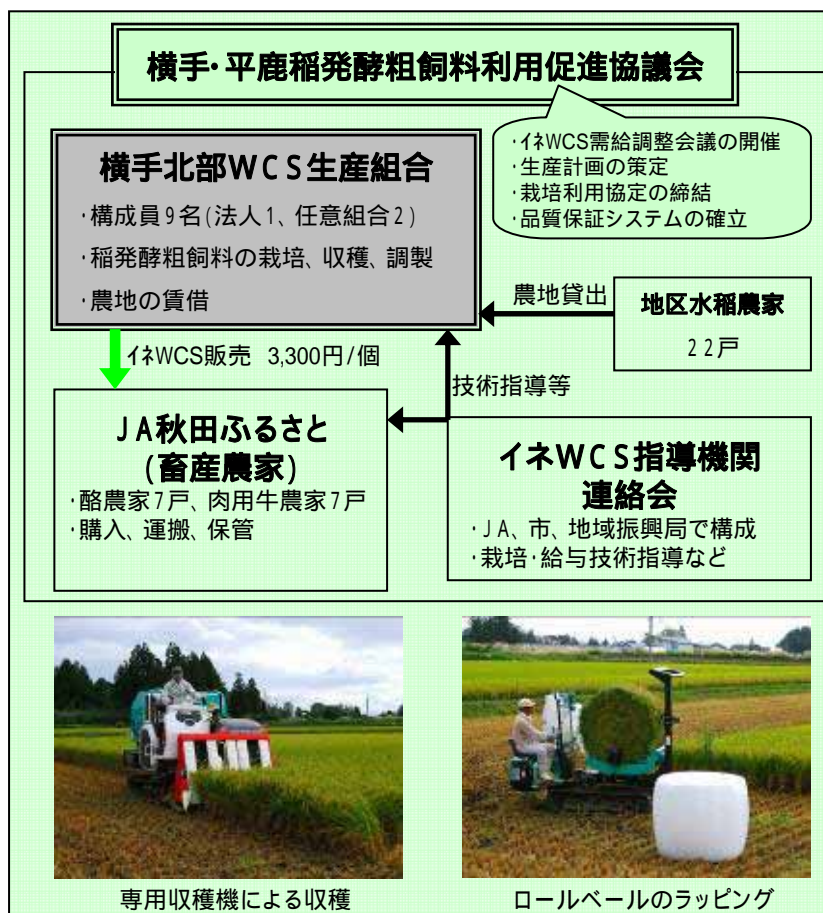 横手・平鹿稲発酵粗飼料利用促進協議会
・ｲﾈWCS需給調整会議の開催
・生産計画の策定
・栽培利用協定の締結
・品質保証システムの確立
横手北部WCS生産組合
・構成員9名(法人1、任意組合2)
・稲発酵粗飼料の栽培、収穫、調製
・農地の賃借
農地貸出
地区水稲農家
22戸
ｲﾈWCS販売 3,300円/個
技術指導等
JA秋田ふるさと
(畜産農家)
・酪農家7戸、肉用牛農家7戸
・購入、運搬、保管
イネWCS指導機関
連絡会
・JA、市、地域振興局で構成
・栽培・給与技術指導など
専用収穫機による収穫
ロールベールのラッピング